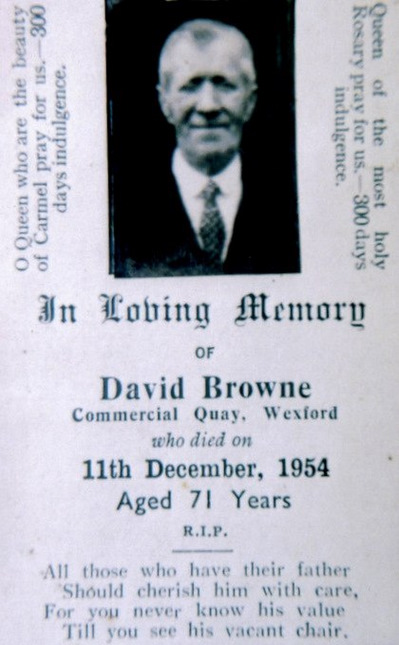 O Queen who are the beauty
of Carmel pray for us.—300
days indulgence.
Queen of the most holy
Rosary pray for us.—300 days
indulgence.
In Loving Memory
OF
David Browne
Commercial Quay, Wexford
who died on
11th December, 1954
Aged 71 Years
R.I.P.
All those who have their father
Should cherish him with care,
For you never know his value
Till you see his vacant chair.